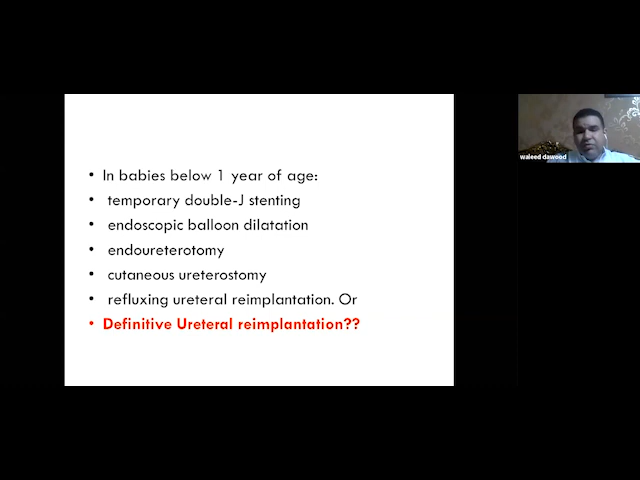 • In babies below 1 year of age:
• temporary double-J stenting
• endoscopic balloon dilatation
• endoureterotomy
• cutaneous ureterostomy
• refluxing ureteral reimplantation. Or
• Definitive Ureteral reimplantation??
waleed dawood